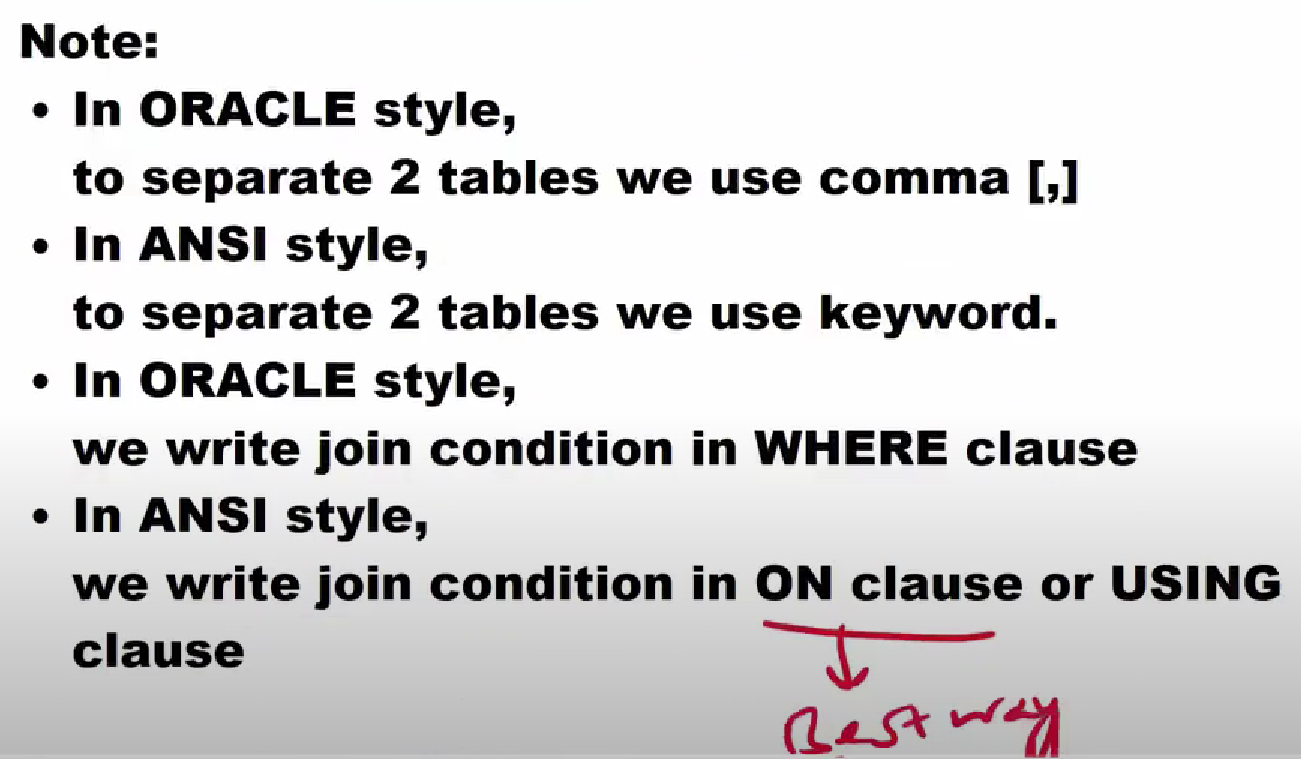 Note:
• In ORACLE style,
to separate 2 tables we use comma [,]
• In ANSI style,
to separate 2 tables we use keyword.
• In ORACLE style,
we write join condition in WHERE clause
• In ANSI style,
we write join condition in ON clause or USING
clause
Best way